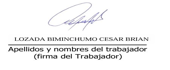 LOZADA BIMINCHUMO CESAR BRIAN
Apellidos y nombres del trabajador
(firma del Trabajador)